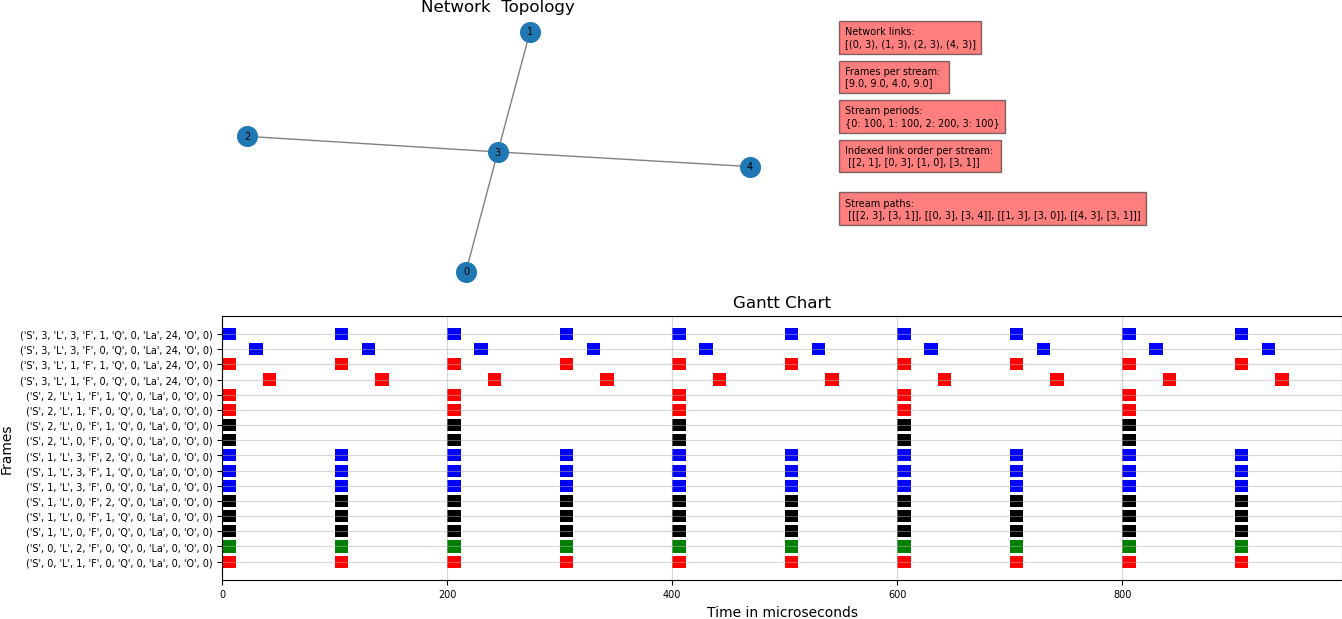 Network  Topology
1
2
3
4
0
Network links:
[(0, 3), (1, 3), (2, 3), (4, 3)]
Frames per stream:
[9.0, 9.0, 4.0, 9.0]
Stream periods:
{0: 100, 1: 100, 2: 200, 3: 100}
Indexed link order per stream:
[[2, 1], [0, 3], [1, 0], [3, 1]]
Stream paths:
[[[2, 3], [3, 1]], [[0, 3], [3, 4]], [[1, 3], [3, 0]], [[4, 3], [3, 1]]]
Gantt Chart
Frames
('S', 3, 'L', 3, 'F', 1, 'Q', 0, 'La', 24, 'O', 0)
('S', 3, 'L', 3, 'F', 0, 'Q', 0, 'La', 24, 'O', 0)
('S', 3, 'L', 1, 'F', 1, 'Q', 0, 'La', 24, 'O', 0)
('S', 3, 'L', 1, 'F', 0, 'Q', 0, 'La', 24, 'O', 0)
('S', 2, 'L', 1, 'F', 1, 'Q', 0, 'La', 0, 'O', 0)
('S', 2, 'L', 1, 'F', 0, 'Q', 0, 'La', 0, 'O', 0)
('S', 2, 'L', 0, 'F', 1, 'Q', 0, 'La', 0, 'O', 0)
('S', 2, 'L', 0, 'F', 0, 'Q', 0, 'La', 0, 'O', 0)
('S', 1, 'L', 3, 'F', 2, 'Q', 0, 'La', 0, 'O', 0)
('S', 1, 'L', 3, 'F', 1, 'Q', 0, 'La', 0, 'O', 0)
('S', 1, 'L', 3, 'F', 0, 'Q', 0, 'La', 0, 'O', 0)
('S', 1, 'L', 0, 'F', 2, 'Q', 0, 'La', 0, 'O', 0)
('S', 1, 'L', 0, 'F', 1, 'Q', 0, 'La', 0, 'O', 0)
('S', 1, 'L', 0, 'F', 0, 'Q', 0, 'La', 0, 'O', 0)
('S', 0, 'L', 2, 'F', 0, 'Q', 0, 'La', 0, 'O', 0)
('S', 0, 'L', 1, 'F', 0, 'Q', 0, 'La', 0, 'O', 0)
0 200 400 600 800
Time in microseconds